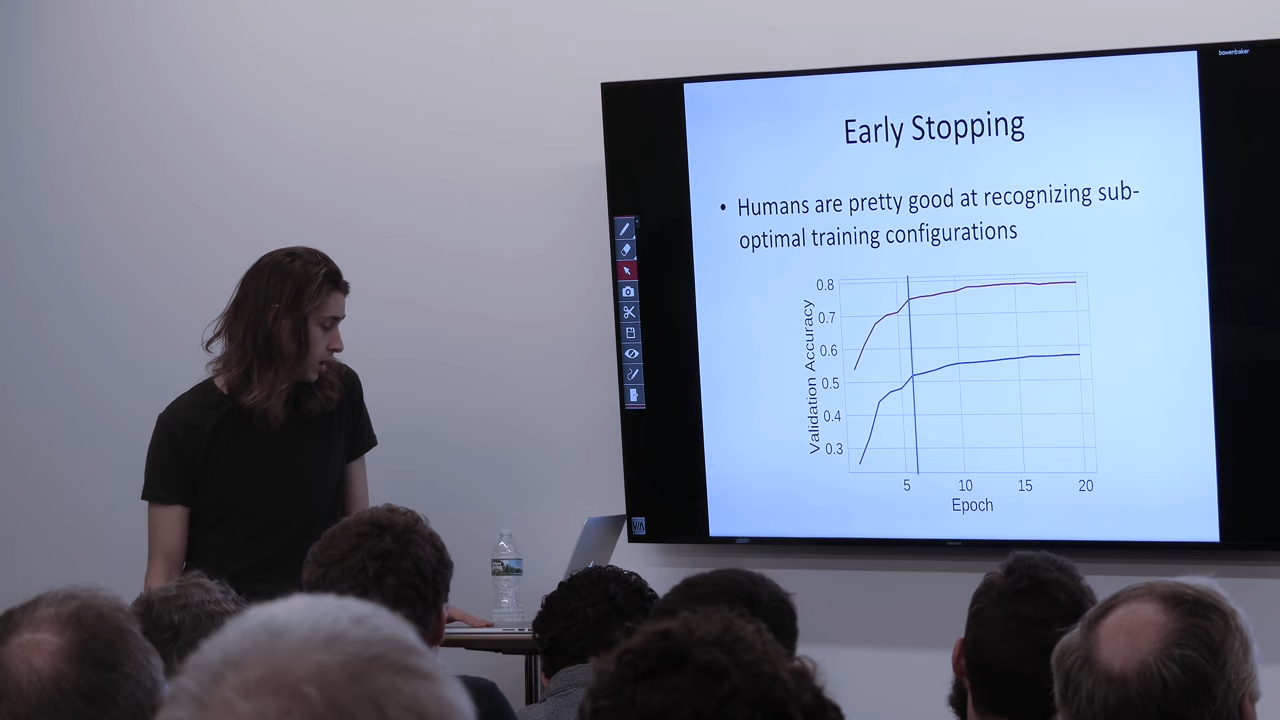 bowenbaker
Early Stopping
• Humans are pretty good at recognizing sub-
optimal training configurations
0.8
0.7
0.6
0.5
0.4
0.3
Validation Accuracy
5 10 15 20
Epoch
VIA